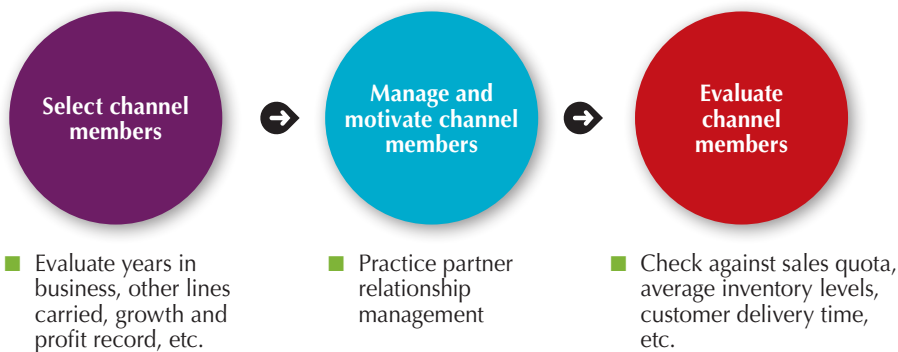 Select channel
members
Manage and
motivate channel
members
Evaluate
channel
members
Evaluate years in
business, other lines
carried, growth and
profit record, etc.
Practice partner
relationship
management
Check against sales quota,
average inventory levels,
customer delivery time,
etc.